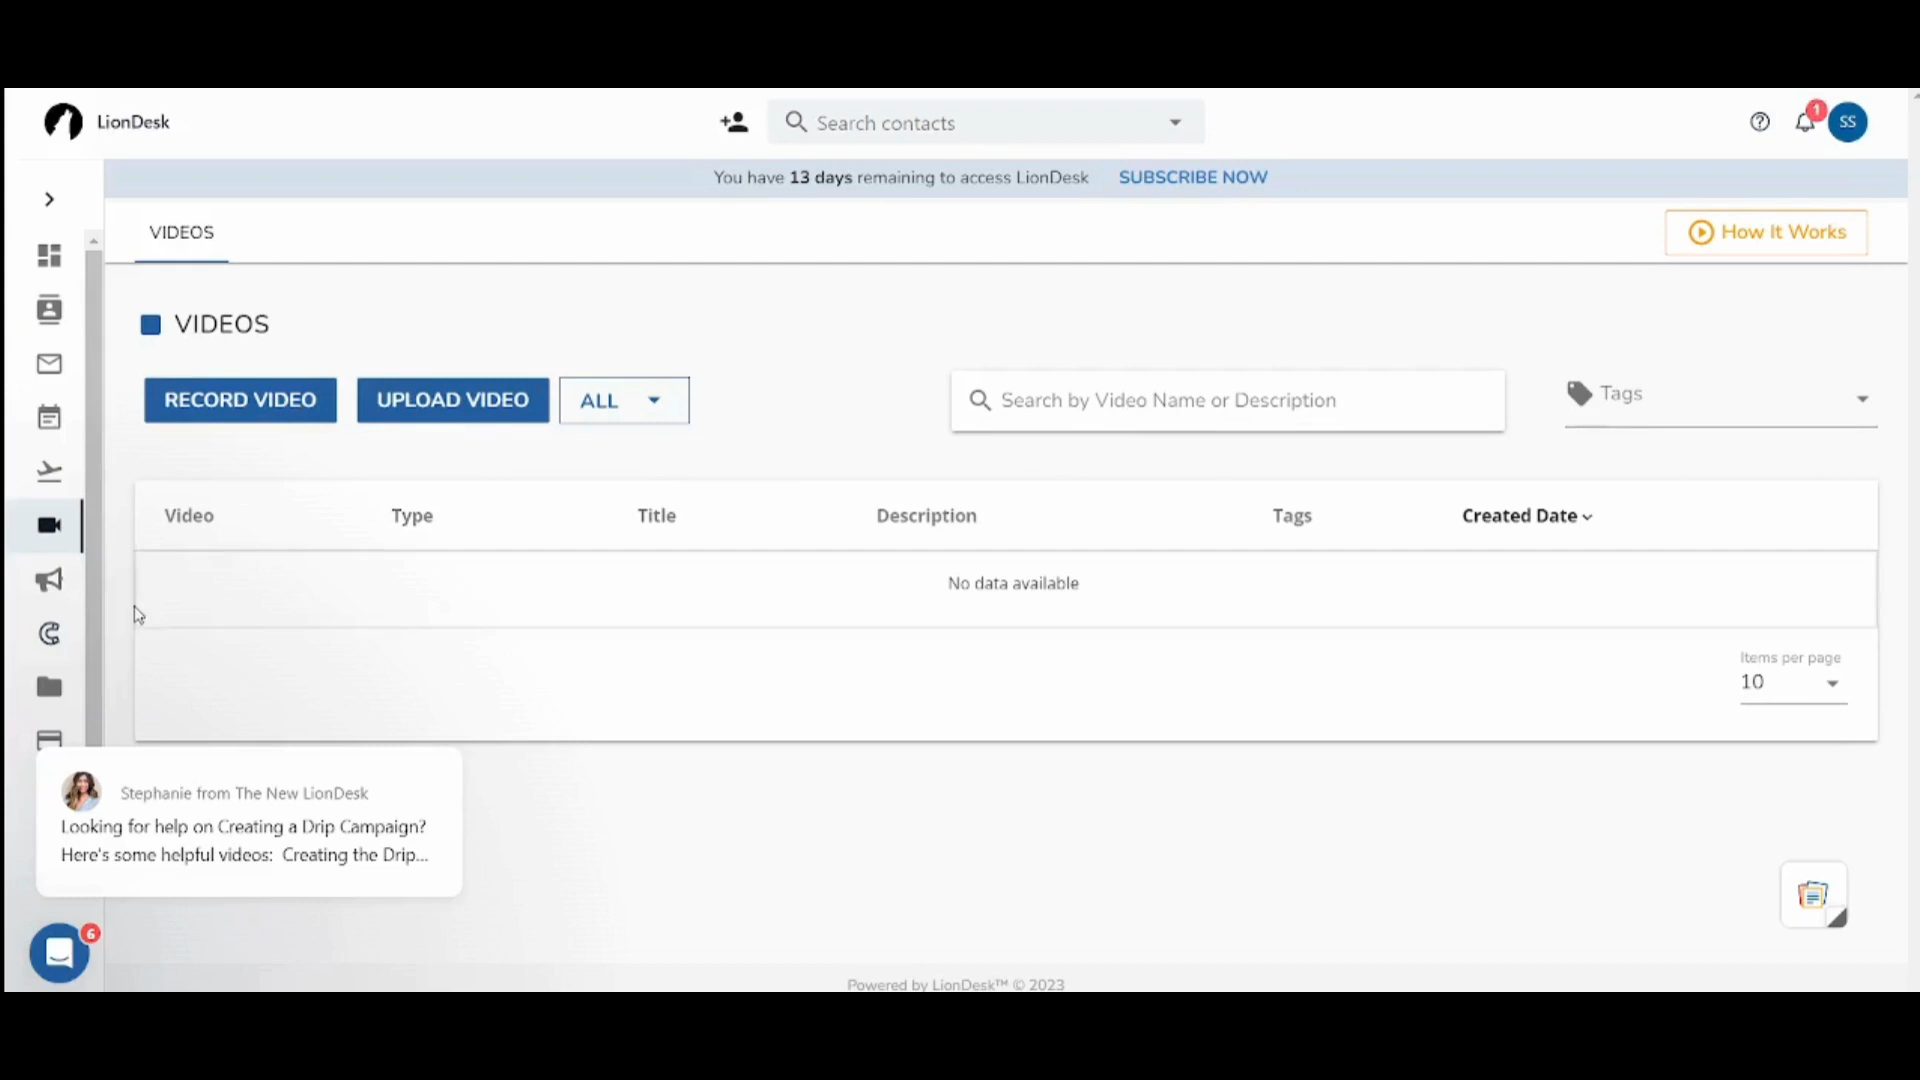 LionDesk
Search contacts
1
SS
You have 13 days remaining to access LionDesk SUBSCRIBE NOW
VIDEOS
How It Works
VIDEOS
RECORD VIDEO
UPLOAD VIDEO
ALL
Search by Video Name or Description
Tags
Video Type Title Description Tags Created Date
No data available
Items per page
10
Stephanie from The New LionDesk
Looking for help on Creating a Drip Campaign?
Here's some helpful videos: Creating the Drip...
6
Powered by LionDesk™ © 2023